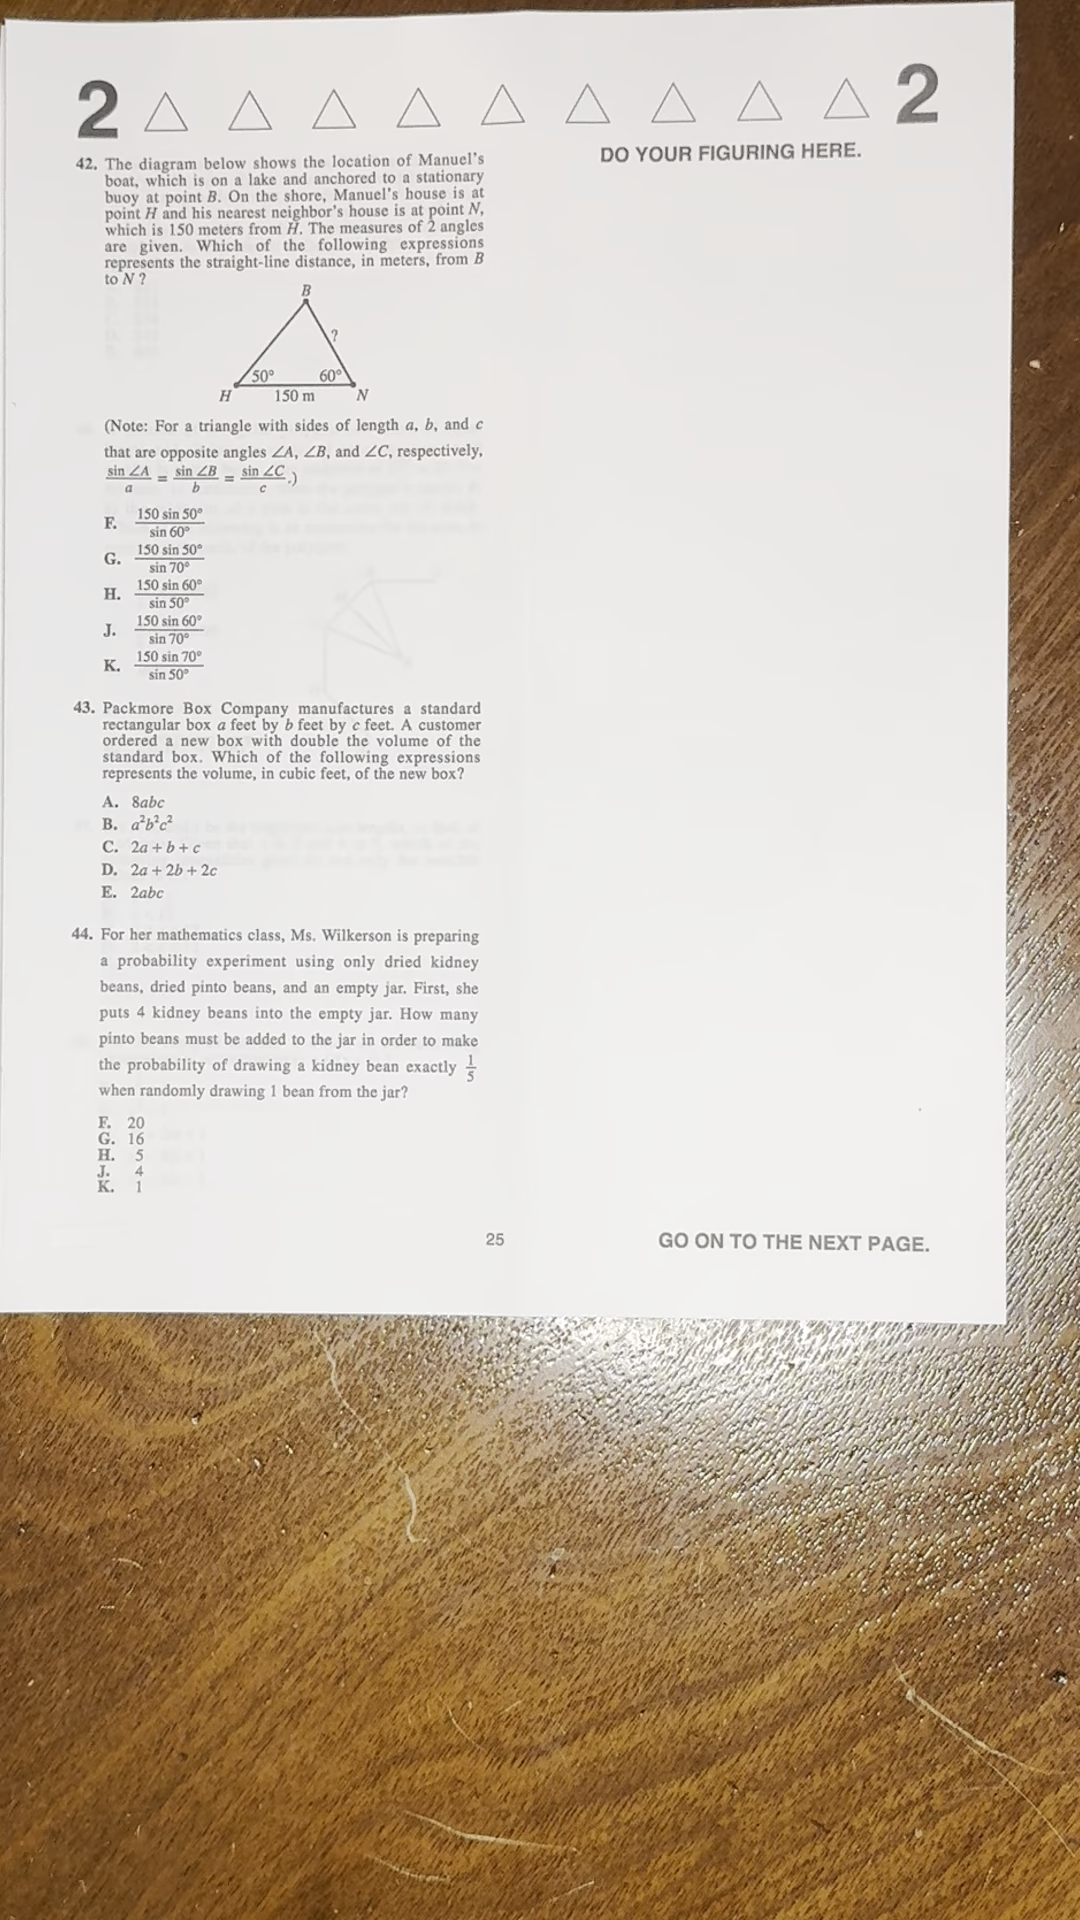 2 2
DO YOUR FIGURING HERE.
42. The diagram below shows the location of Manuel's
boat, which is on a lake and anchored to a stationary
buoy at point B. On the shore, Manuel's house is at
point H and his nearest neighbor's house is at point N,
which is 150 meters from H. The measures of 2 angles
are given. Which of the following expressions
represents the straight-line distance, in meters, from B
to N ?
B
?
50° 60°
H 150 m N
(Note: For a triangle with sides of length a, b, and c
that are opposite angles ∠A, ∠B, and ∠C, respectively,
sin ∠A / a = sin ∠B / b = sin ∠C / c .)
F. 150 sin 50° / sin 60°
G. 150 sin 50° / sin 70°
H. 150 sin 60° / sin 50°
J. 150 sin 60° / sin 70°
K. 150 sin 70° / sin 50°
43. Packmore Box Company manufactures a standard
rectangular box a feet by b feet by c feet. A customer
ordered a new box with double the volume of the
standard box. Which of the following expressions
represents the volume, in cubic feet, of the new box?
A. 8abc
B. a²b²c²
C. 2a + b + c
D. 2a + 2b + 2c
E. 2abc
44. For her mathematics class, Ms. Wilkerson is preparing
a probability experiment using only dried kidney
beans, dried pinto beans, and an empty jar. First, she
puts 4 kidney beans into the empty jar. How many
pinto beans must be added to the jar in order to make
the probability of drawing a kidney bean exactly 1/5
when randomly drawing 1 bean from the jar?
F. 20
G. 16
H. 5
J. 4
K. 1
25
GO ON TO THE NEXT PAGE.